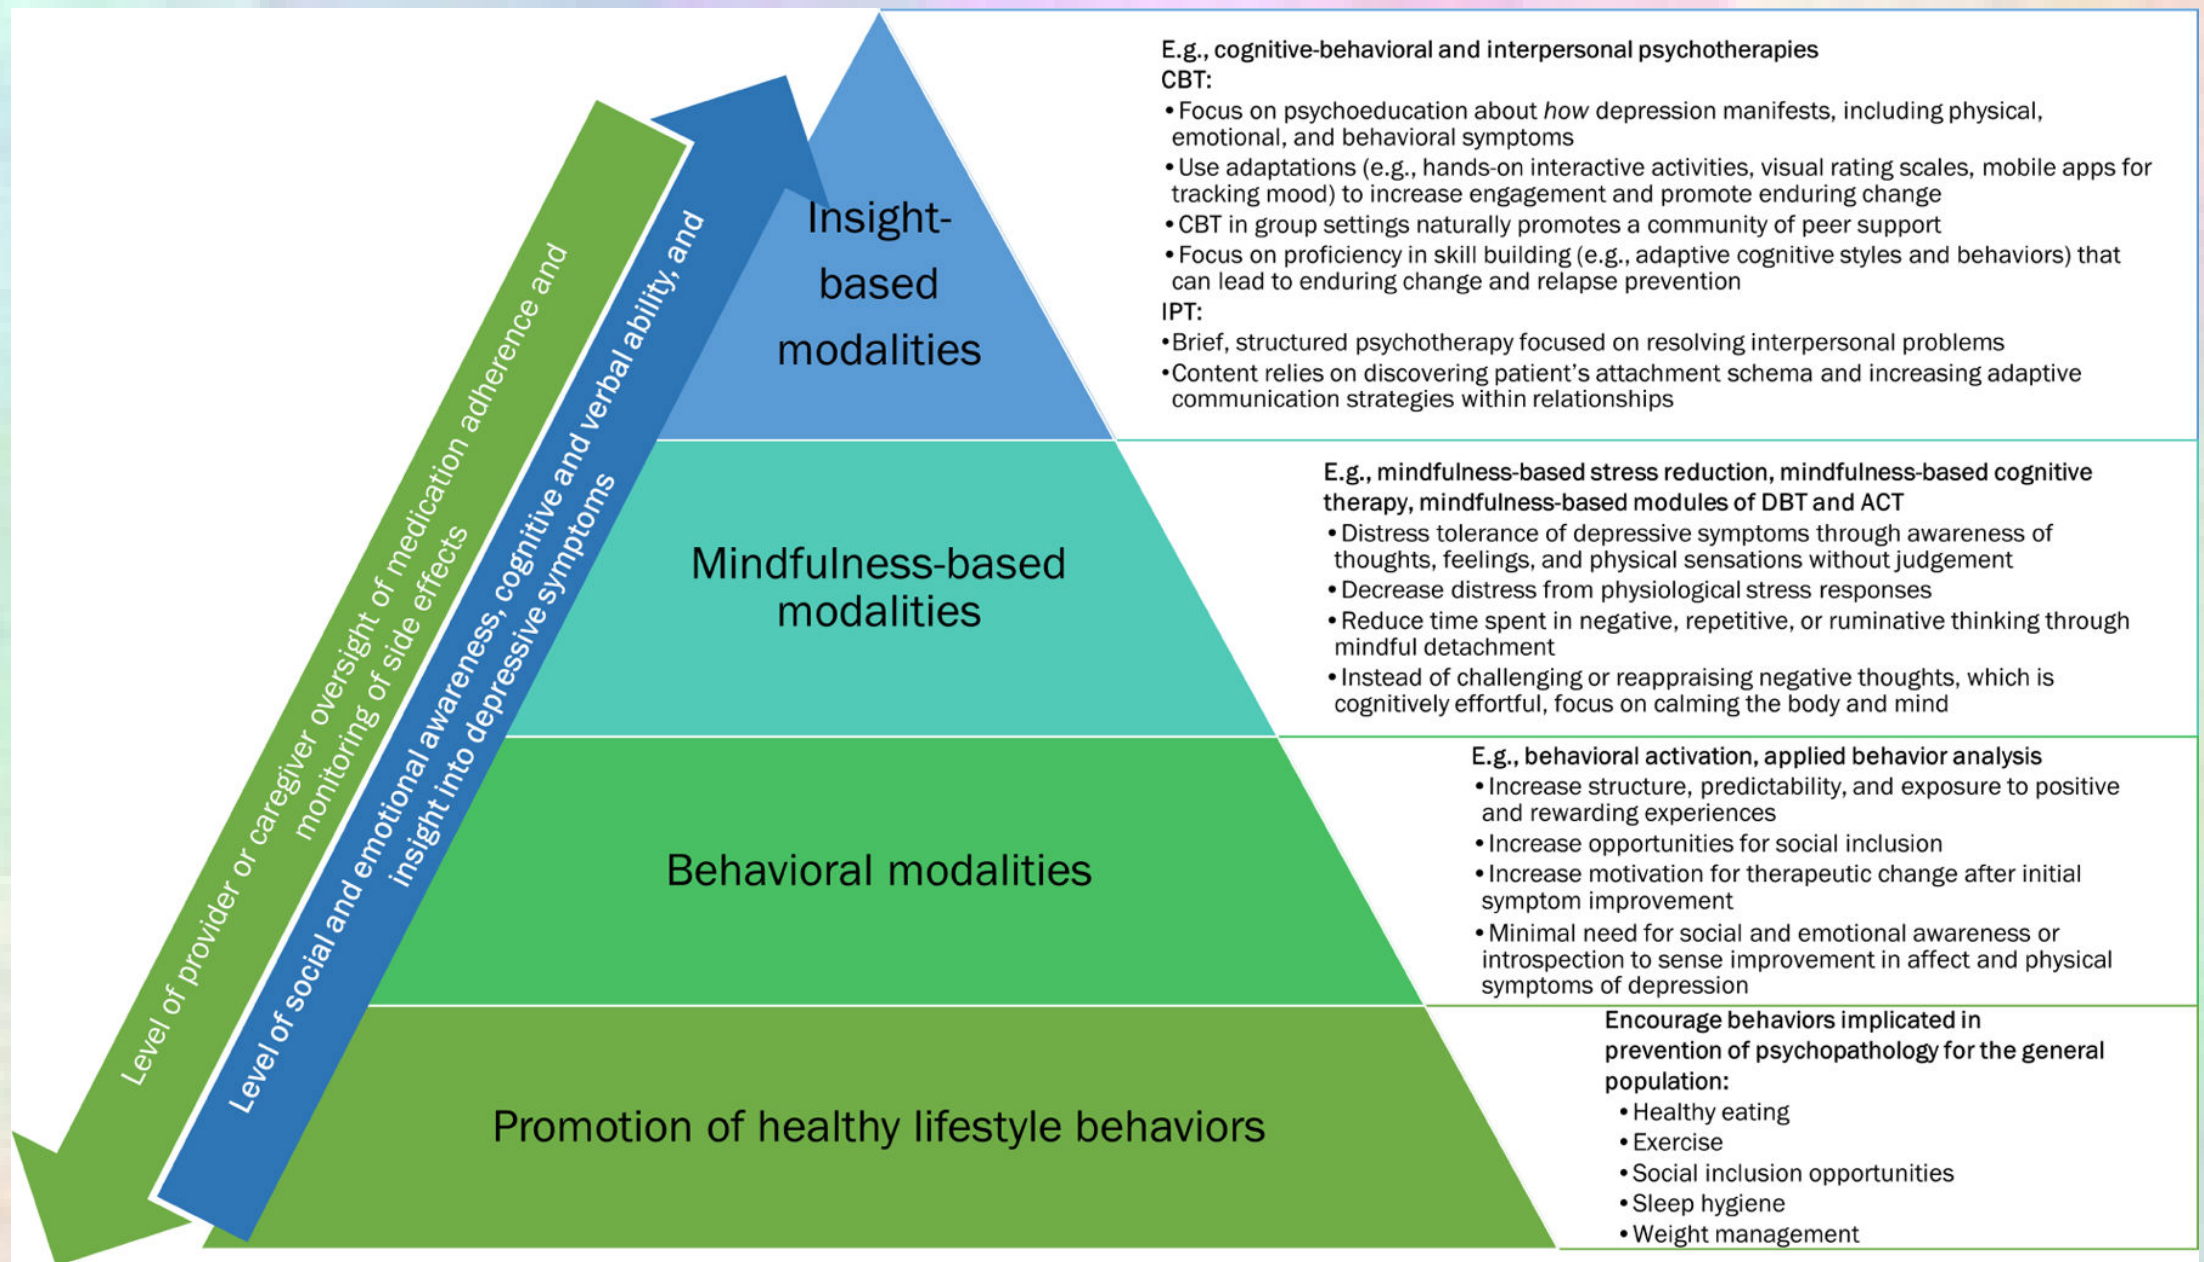 Level of provider or caregiver oversight of medication adherence and
monitoring of side effects
Level of social and emotional awareness, cognitive and verbal ability, and
insight into depressive symptoms
Insight-
based
modalities
E.g., cognitive-behavioral and interpersonal psychotherapies
CBT:
•Focus on psychoeducation about how depression manifests, including physical,
emotional, and behavioral symptoms
•Use adaptations (e.g., hands-on interactive activities, visual rating scales, mobile apps for
tracking mood) to increase engagement and promote enduring change
•CBT in group settings naturally promotes a community of peer support
•Focus on proficiency in skill building (e.g., adaptive cognitive styles and behaviors) that
can lead to enduring change and relapse prevention
IPT:
•Brief, structured psychotherapy focused on resolving interpersonal problems
•Content relies on discovering patient's attachment schema and increasing adaptive
communication strategies within relationships
Mindfulness-based
modalities
E.g., mindfulness-based stress reduction, mindfulness-based cognitive
therapy, mindfulness-based modules of DBT and ACT
•Distress tolerance of depressive symptoms through awareness of
thoughts, feelings, and physical sensations without judgement
•Decrease distress from physiological stress responses
•Reduce time spent in negative, repetitive, or ruminative thinking through
mindful detachment
•Instead of challenging or reappraising negative thoughts, which is
cognitively effortful, focus on calming the body and mind
Behavioral modalities
E.g., behavioral activation, applied behavior analysis
•Increase structure, predictability, and exposure to positive
and rewarding experiences
•Increase opportunities for social inclusion
•Increase motivation for therapeutic change after initial
symptom improvement
•Minimal need for social and emotional awareness or
introspection to sense improvement in affect and physical
symptoms of depression
Promotion of healthy lifestyle behaviors
Encourage behaviors implicated in
prevention of psychopathology for the general
population:
•Healthy eating
•Exercise
•Social inclusion opportunities
•Sleep hygiene
•Weight management